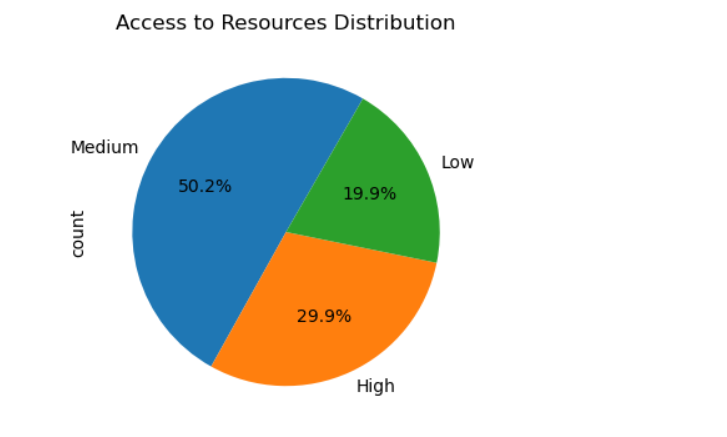 Access to Resources Distribution
Medium
50.2%
Low
19.9%
count
29.9%
High